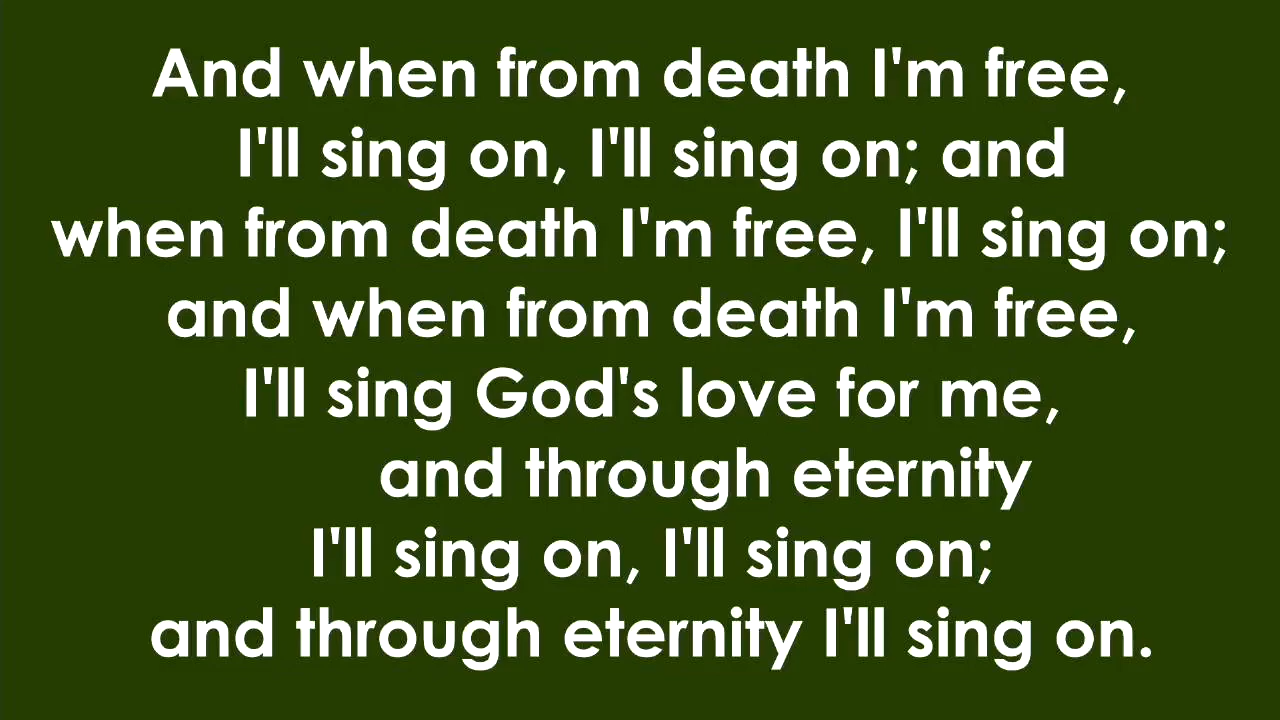 And when from death I'm free,
I'll sing on, I'll sing on; and
when from death I'm free, I'll sing on;
and when from death I'm free,
I'll sing God's love for me,
and through eternity
I'll sing on, I'll sing on;
and through eternity I'll sing on.